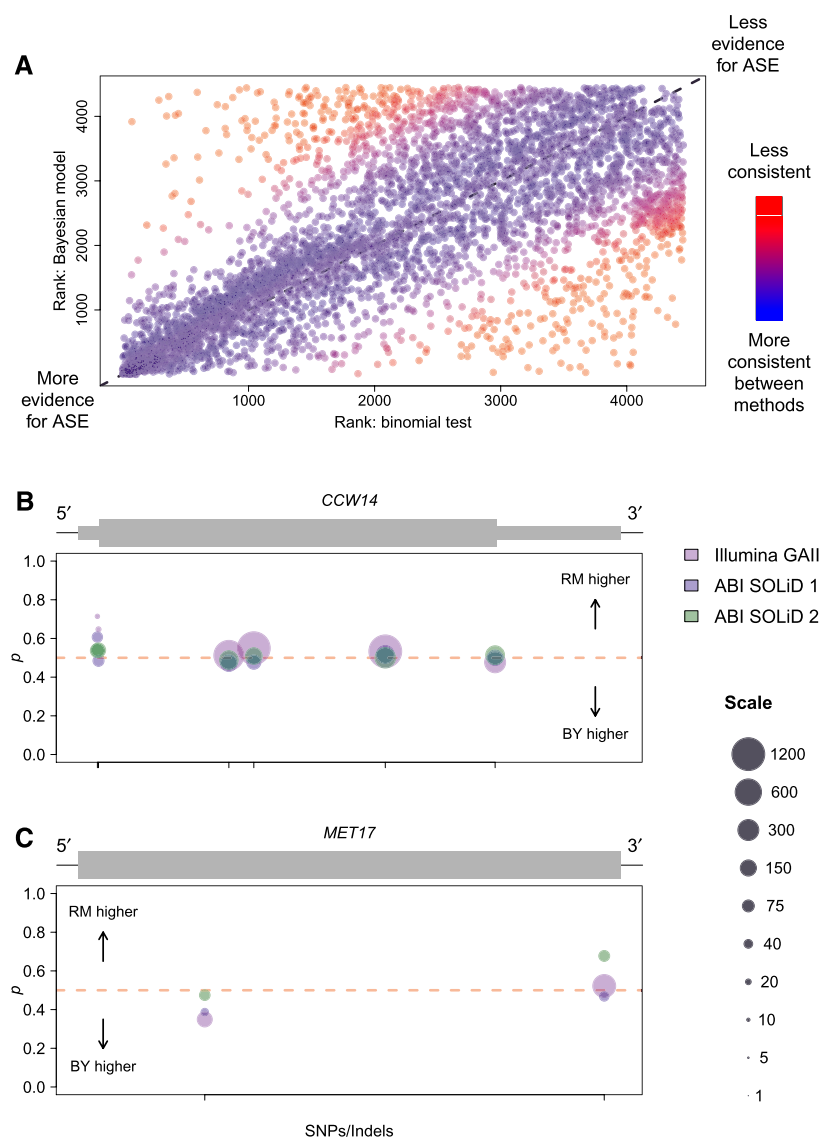 A
Less
evidence
for ASE
Rank: Bayesian model
4000
3000
2000
1000
Less
consistent
More
consistent
between
methods
More
evidence
for ASE
1000
2000
3000
4000
Rank: binomial test
B
CCW14
5′
3′
p
1.0
0.8
0.6
0.4
0.2
0.0
RM higher
BY higher
Illumina GAII
ABI SOLiD 1
ABI SOLiD 2
Scale
1200
600
300
150
75
40
20
10
5
1
C
MET17
5′
3′
p
1.0
0.8
0.6
0.4
0.2
0.0
RM higher
BY higher
SNPs/Indels